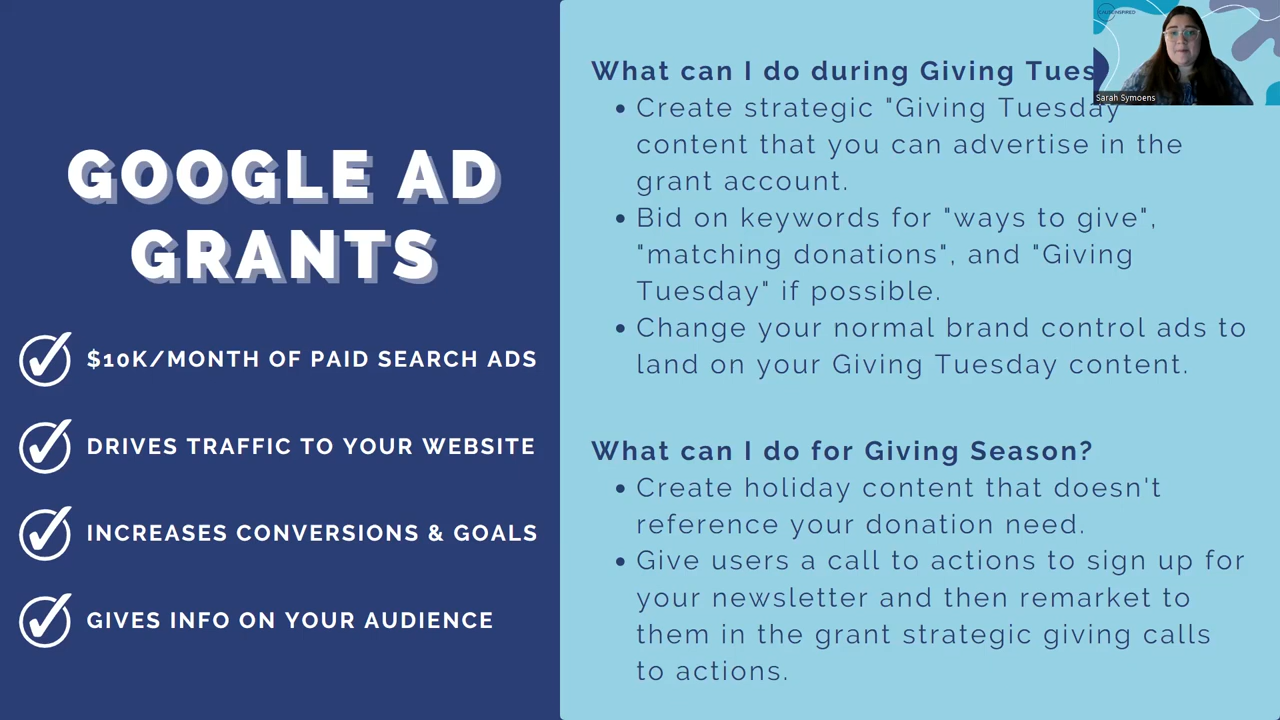 GOOGLE AD
GRANTS
$10K/MONTH OF PAID SEARCH ADS
DRIVES TRAFFIC TO YOUR WEBSITE
INCREASES CONVERSIONS & GOALS
GIVES INFO ON YOUR AUDIENCE
What can I do during Giving Tues
• Create strategic "Giving Tuesday
content that you can advertise in the
grant account.
• Bid on keywords for "ways to give",
"matching donations", and "Giving
Tuesday" if possible.
• Change your normal brand control ads to
land on your Giving Tuesday content.
What can I do for Giving Season?
• Create holiday content that doesn't
reference your donation need.
• Give users a call to actions to sign up for
your newsletter and then remarket to
them in the grant strategic giving calls
to actions.
Sarah Symoens